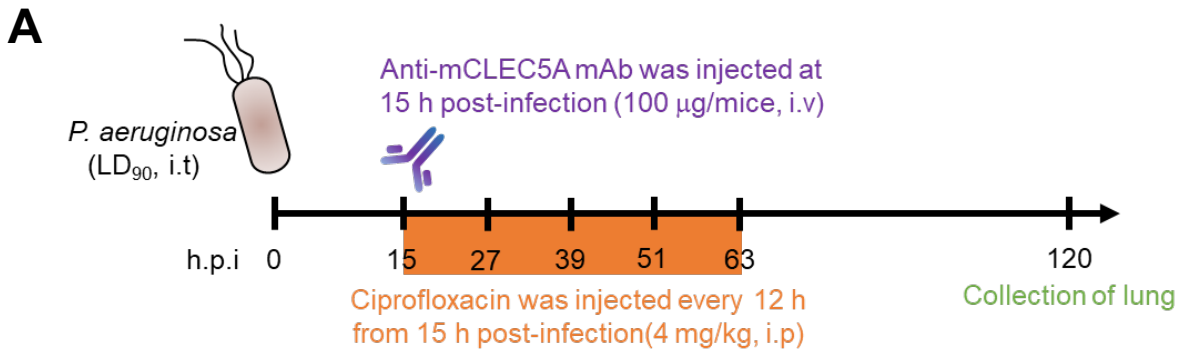 A
Anti-mCLEC5A mAb was injected at
15 h post-infection (100 μg/mice, i.v)
P. aeruginosa
(LD90, i.t)
h.p.i 0 15 27 39 51 63 120
Ciprofloxacin was injected every 12 h
from 15 h post-infection(4 mg/kg, i.p)
Collection of lung